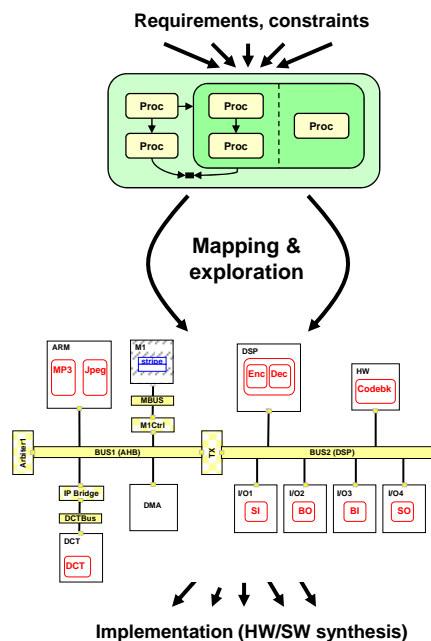 Requirements, constraints
Proc
Proc
Proc
Proc
Proc
Mapping &
exploration
ARM
MP3
Jpeg
M1
stripe
MBUS
M1Ctrl
DSP
Enc
Dec
HW
Codebk
Arbiter1
BUS1 (AHB)
TX
BUS2 (DSP)
IP Bridge
DCTBus
DCT
DCT
DMA
I/O1
SI
I/O2
BO
I/O3
BI
I/O4
SO
Implementation (HW/SW synthesis)